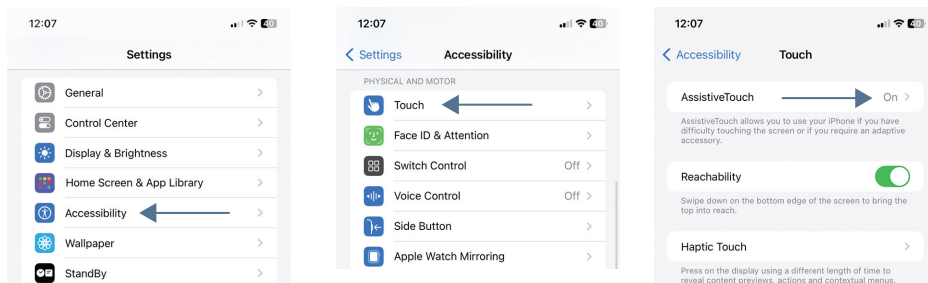 12:07
40
Settings
General
Control Center
Display & Brightness
Home Screen & App Library
Accessibility
Wallpaper
StandBy
12:07
40
Settings
Accessibility
PHYSICAL AND MOTOR
Touch
Face ID & Attention
Switch Control Off
Voice Control Off
Side Button
Apple Watch Mirroring
12:07
40
Accessibility
Touch
AssistiveTouch On
AssistiveTouch allows you to use your iPhone if you have
difficulty touching the screen or if you require an adaptive
accessory.
Reachability
Swipe down on the bottom edge of the screen to bring the
top into reach.
Haptic Touch
Press on the display using a different length of time to
reveal content previews, actions and contextual menus.